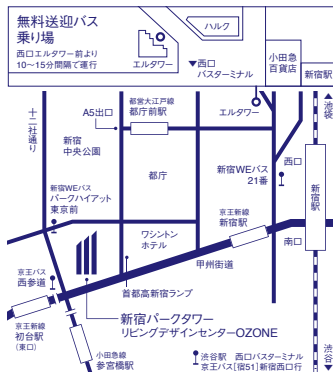 無料送迎バス
乗り場
西口エルタワー前より
10〜15分間隔で運行
ハルク
エルタワー
▼西口
バスターミナル
小田急
百貨店
新宿駅
▲池袋
十二社通り
A5出口
都営大江戸線
都庁前駅
エルタワー
新宿
中央公園
都庁
新宿WEバス
21番
西口
新宿駅
新宿WEバス
パークハイアット
東京前
京王新線
新宿駅
ワシントン
ホテル
南口
甲州街道
京王バス
西参道
首都高新宿ランプ
新宿パークタワー
リビングデザインセンターOZONE
京王新線
初台駅
(東口)
小田急線
参宮橋駅
渋谷駅 西口バスターミナル
京王バス[宿51]新宿西口行
渋谷▼